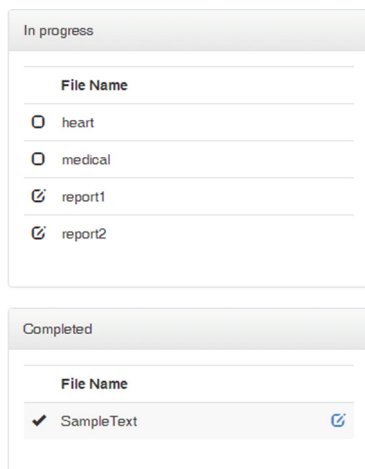 In progress
File Name
heart
medical
report1
report2
Completed
File Name
SampleText